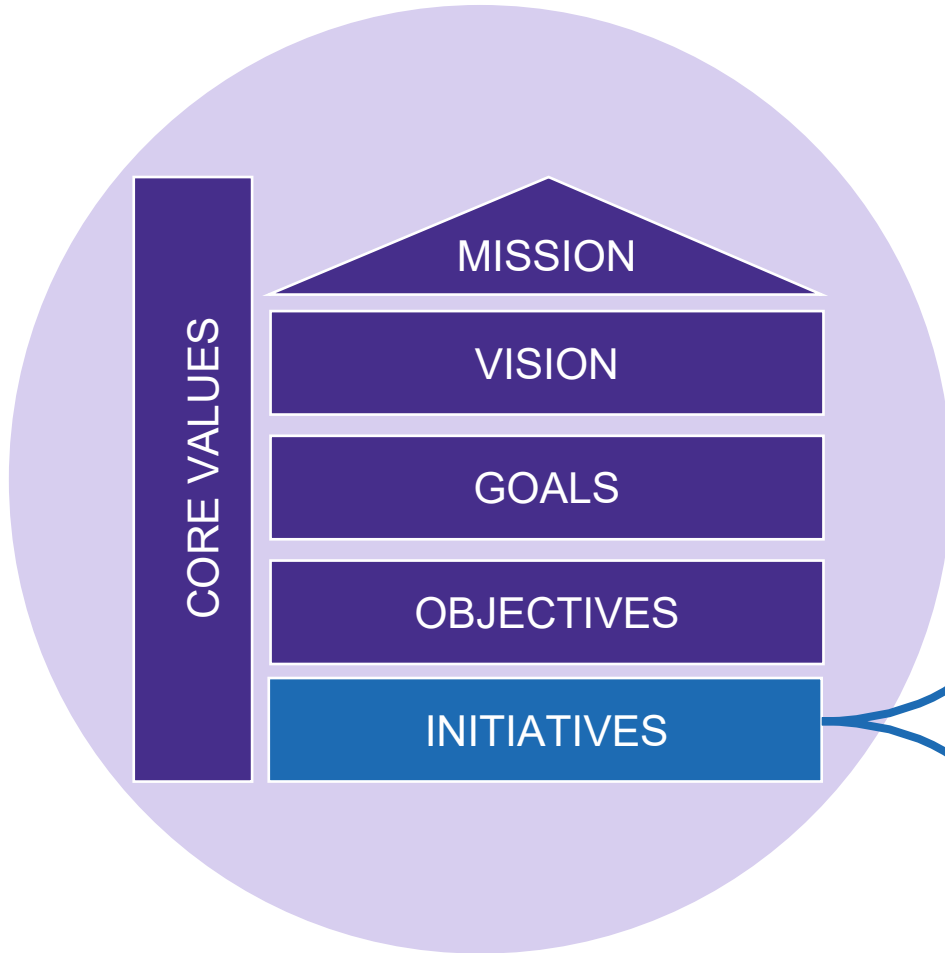 CORE VALUES
MISSION
VISION
GOALS
OBJECTIVES
INITIATIVES